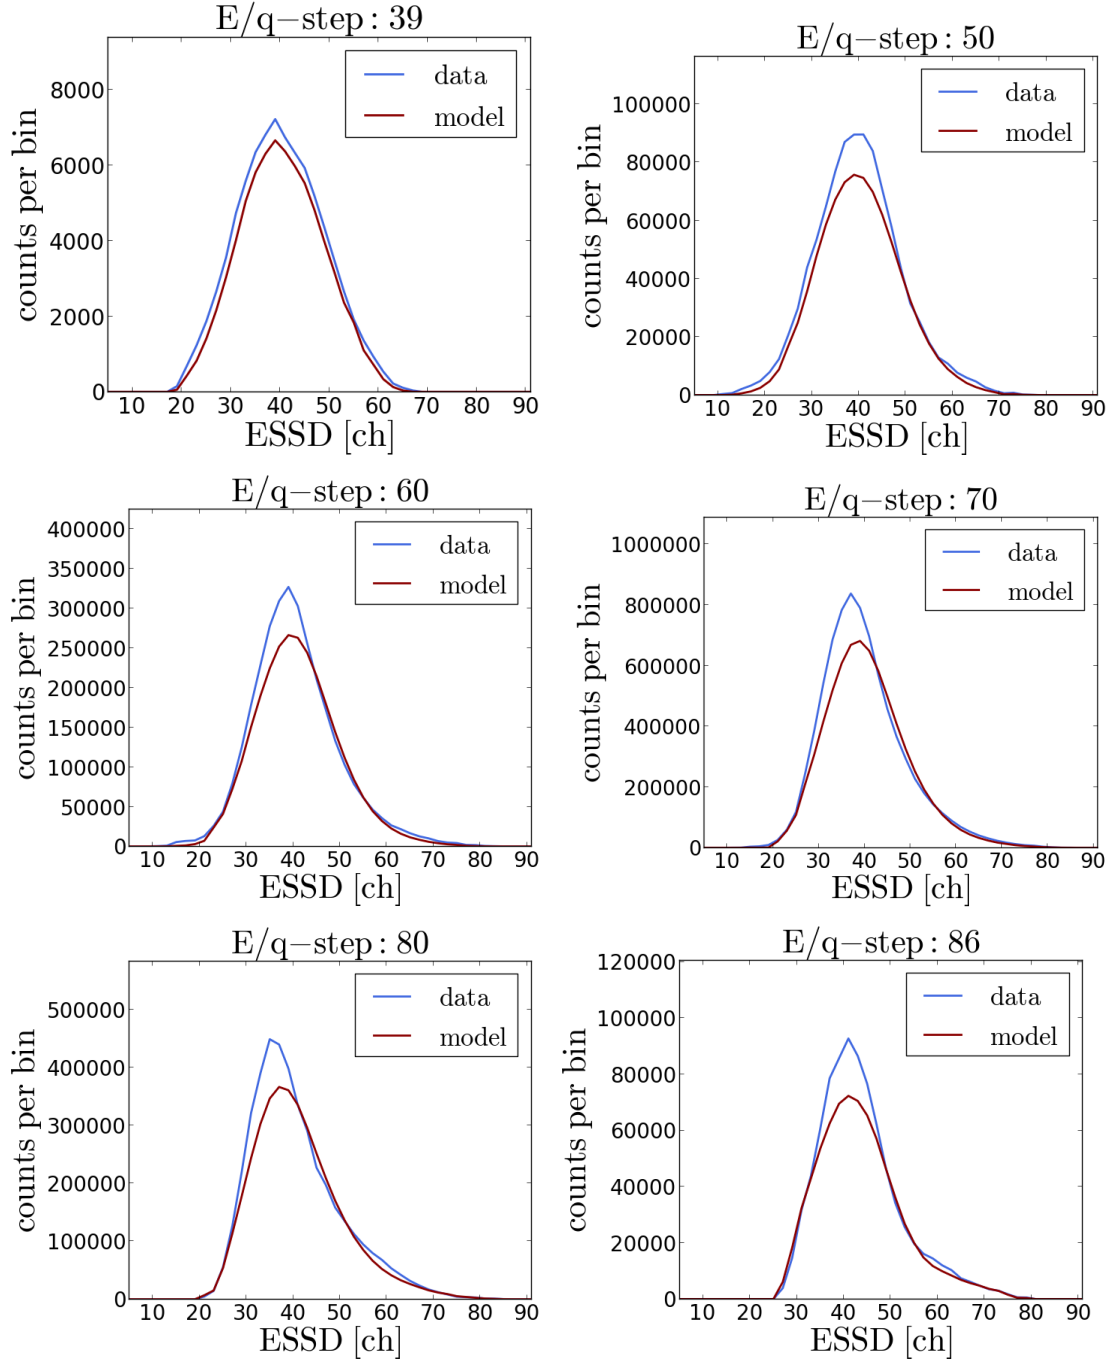 E/q−step: 39
8000
6000
4000
2000
0
counts per bin
data
model
10 20 30 40 50 60 70 80 90
ESSD [ch]
E/q−step: 50
100000
80000
60000
40000
20000
0
counts per bin
data
model
10 20 30 40 50 60 70 80 90
ESSD [ch]
E/q−step: 60
400000
350000
300000
250000
200000
150000
100000
50000
0
counts per bin
data
model
10 20 30 40 50 60 70 80 90
ESSD [ch]
E/q−step: 70
1000000
800000
600000
400000
200000
0
counts per bin
data
model
10 20 30 40 50 60 70 80 90
ESSD [ch]
E/q−step: 80
500000
400000
300000
200000
100000
0
counts per bin
data
model
10 20 30 40 50 60 70 80 90
ESSD [ch]
E/q−step: 86
120000
100000
80000
60000
40000
20000
0
counts per bin
data
model
10 20 30 40 50 60 70 80 90
ESSD [ch]